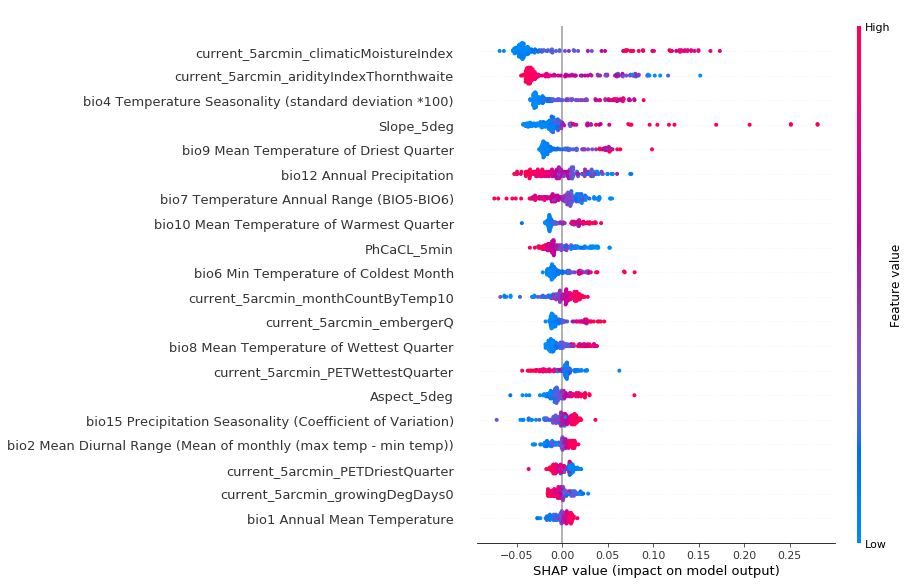 High
current_5arcmin_climaticMoistureIndex
current_5arcmin_aridityIndexThornthwaite
bio4 Temperature Seasonality (standard deviation *100)
Slope_5deg
bio9 Mean Temperature of Driest Quarter
bio12 Annual Precipitation
bio7 Temperature Annual Range (BIO5-BIO6)
bio10 Mean Temperature of Warmest Quarter
PhCaCL_5min
bio6 Min Temperature of Coldest Month
current_5arcmin_monthCountByTemp10
current_5arcmin_embergerQ
bio8 Mean Temperature of Wettest Quarter
current_5arcmin_PETWettestQuarter
Aspect_5deg
bio15 Precipitation Seasonality (Coefficient of Variation)
bio2 Mean Diurnal Range (Mean of monthly (max temp - min temp))
current_5arcmin_PETDriestQuarter
current_5arcmin_growingDegDays0
bio1 Annual Mean Temperature
Feature value
Low
−0.05 0.00 0.05 0.10 0.15 0.20 0.25
SHAP value (impact on model output)